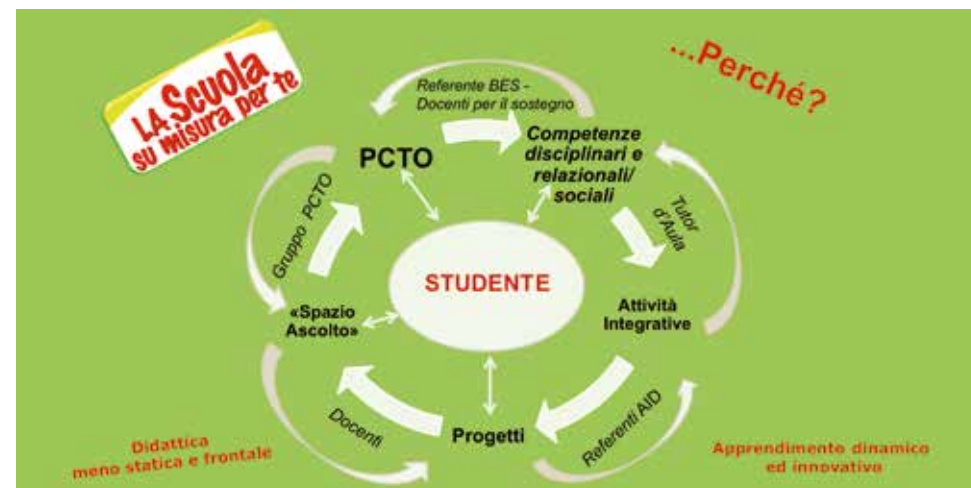 LA Scuola
su misura per te
...Perché?
Referente BES -
Docenti per il sostegno
PCTO
Competenze
disciplinari e
relazionali/
sociali
Gruppo PCTO
Tutor
d'Aula
STUDENTE
«Spazio
Ascolto»
Attività
Integrative
Docenti
Progetti
Referenti AID
Didattica
meno statica e frontale
Apprendimento dinamico
ed innovativo